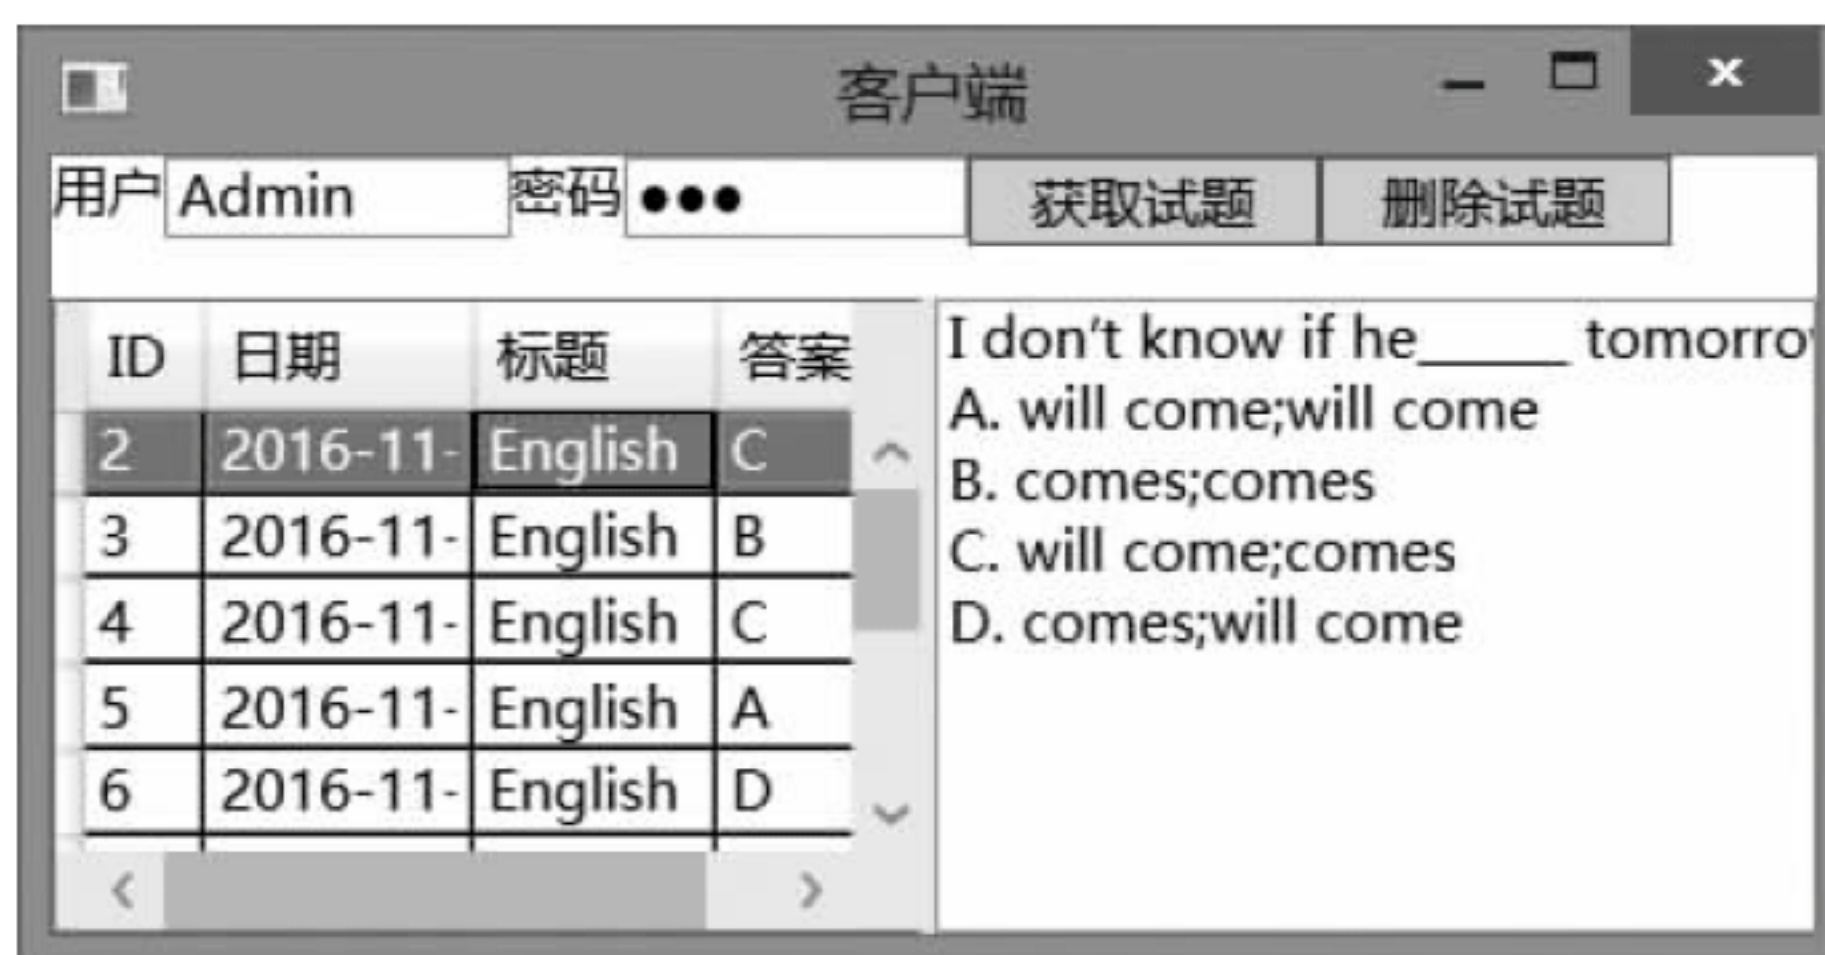 客户端
用户 Admin 密码 ●●● 获取试题 删除试题
ID 日期 标题 答案
2 2016-11- English C
3 2016-11- English B
4 2016-11- English C
5 2016-11- English A
6 2016-11- English D
I don't know if he______ tomorro
A. will come;will come
B. comes;comes
C. will come;comes
D. comes;will come